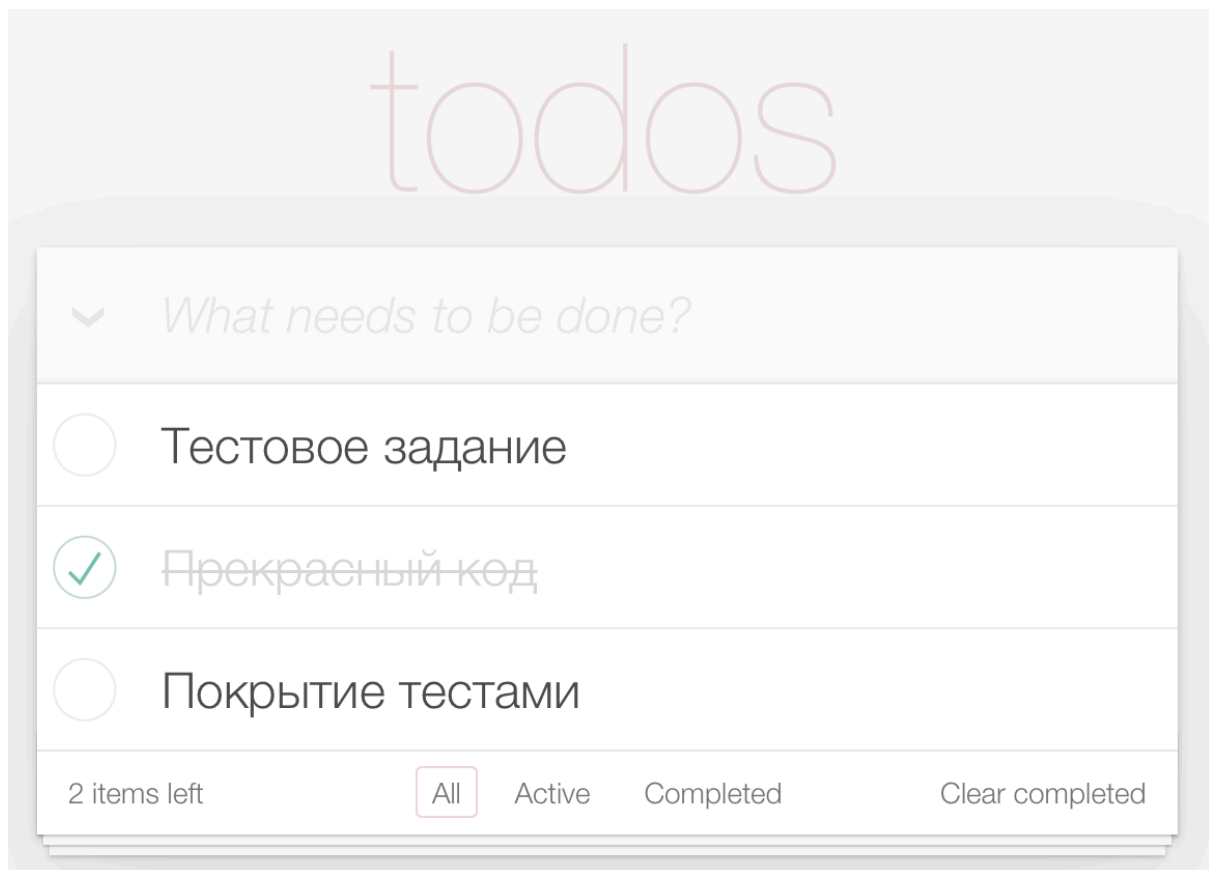 todos
What needs to be done?
Тестовое задание
Прекрасный код
Покрытие тестами
2 items left All Active Completed Clear completed